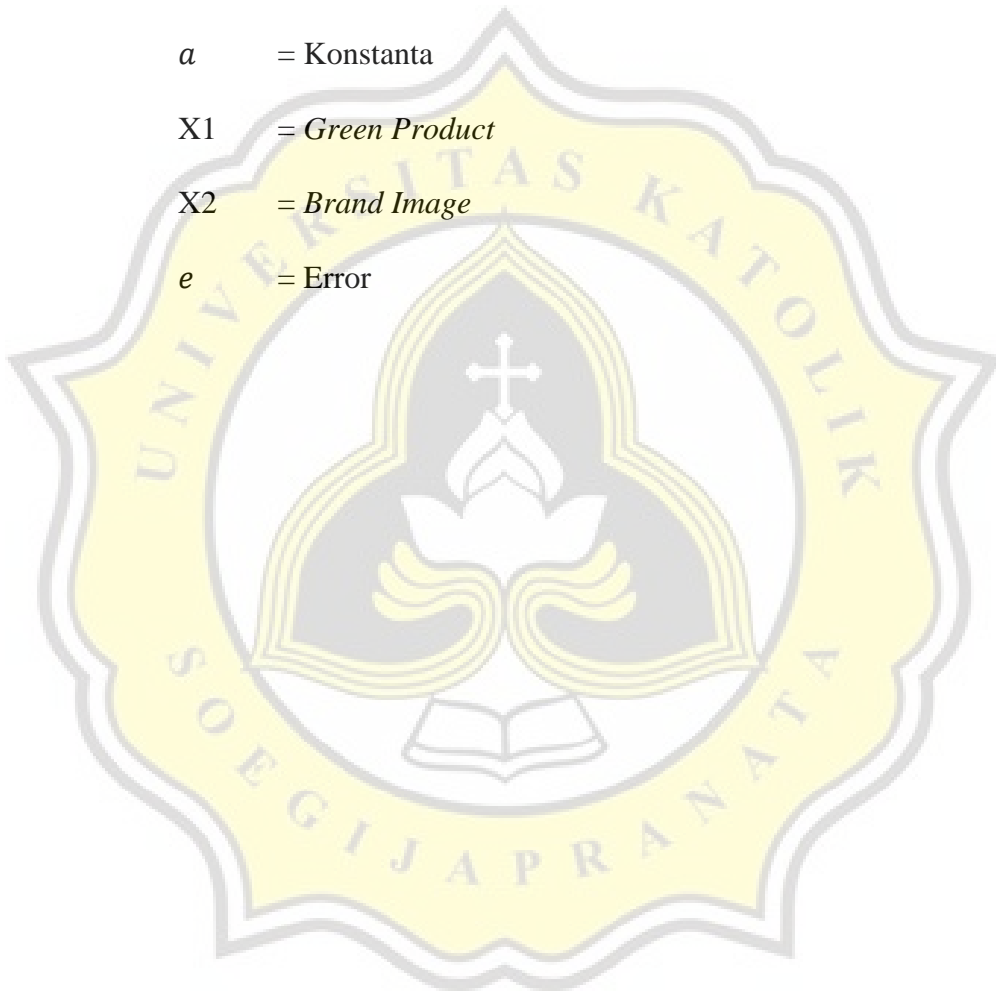 a = Konstanta
X1 = Green Product
X2 = Brand Image
e = Error
UNIVERSITAS KATOLIK
SOEGIJAPRANATA